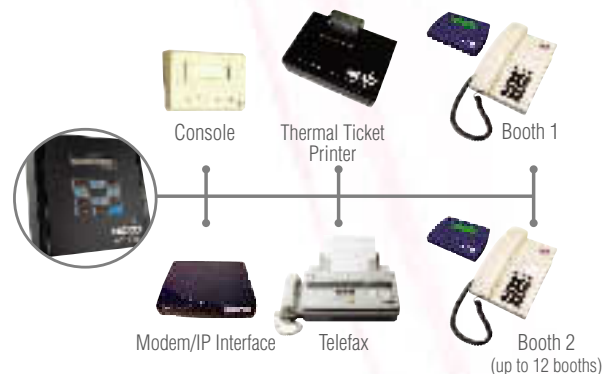 Console
Thermal Ticket
Printer
Booth 1
Modem/IP Interface
Telefax
Booth 2
(up to 12 booths)